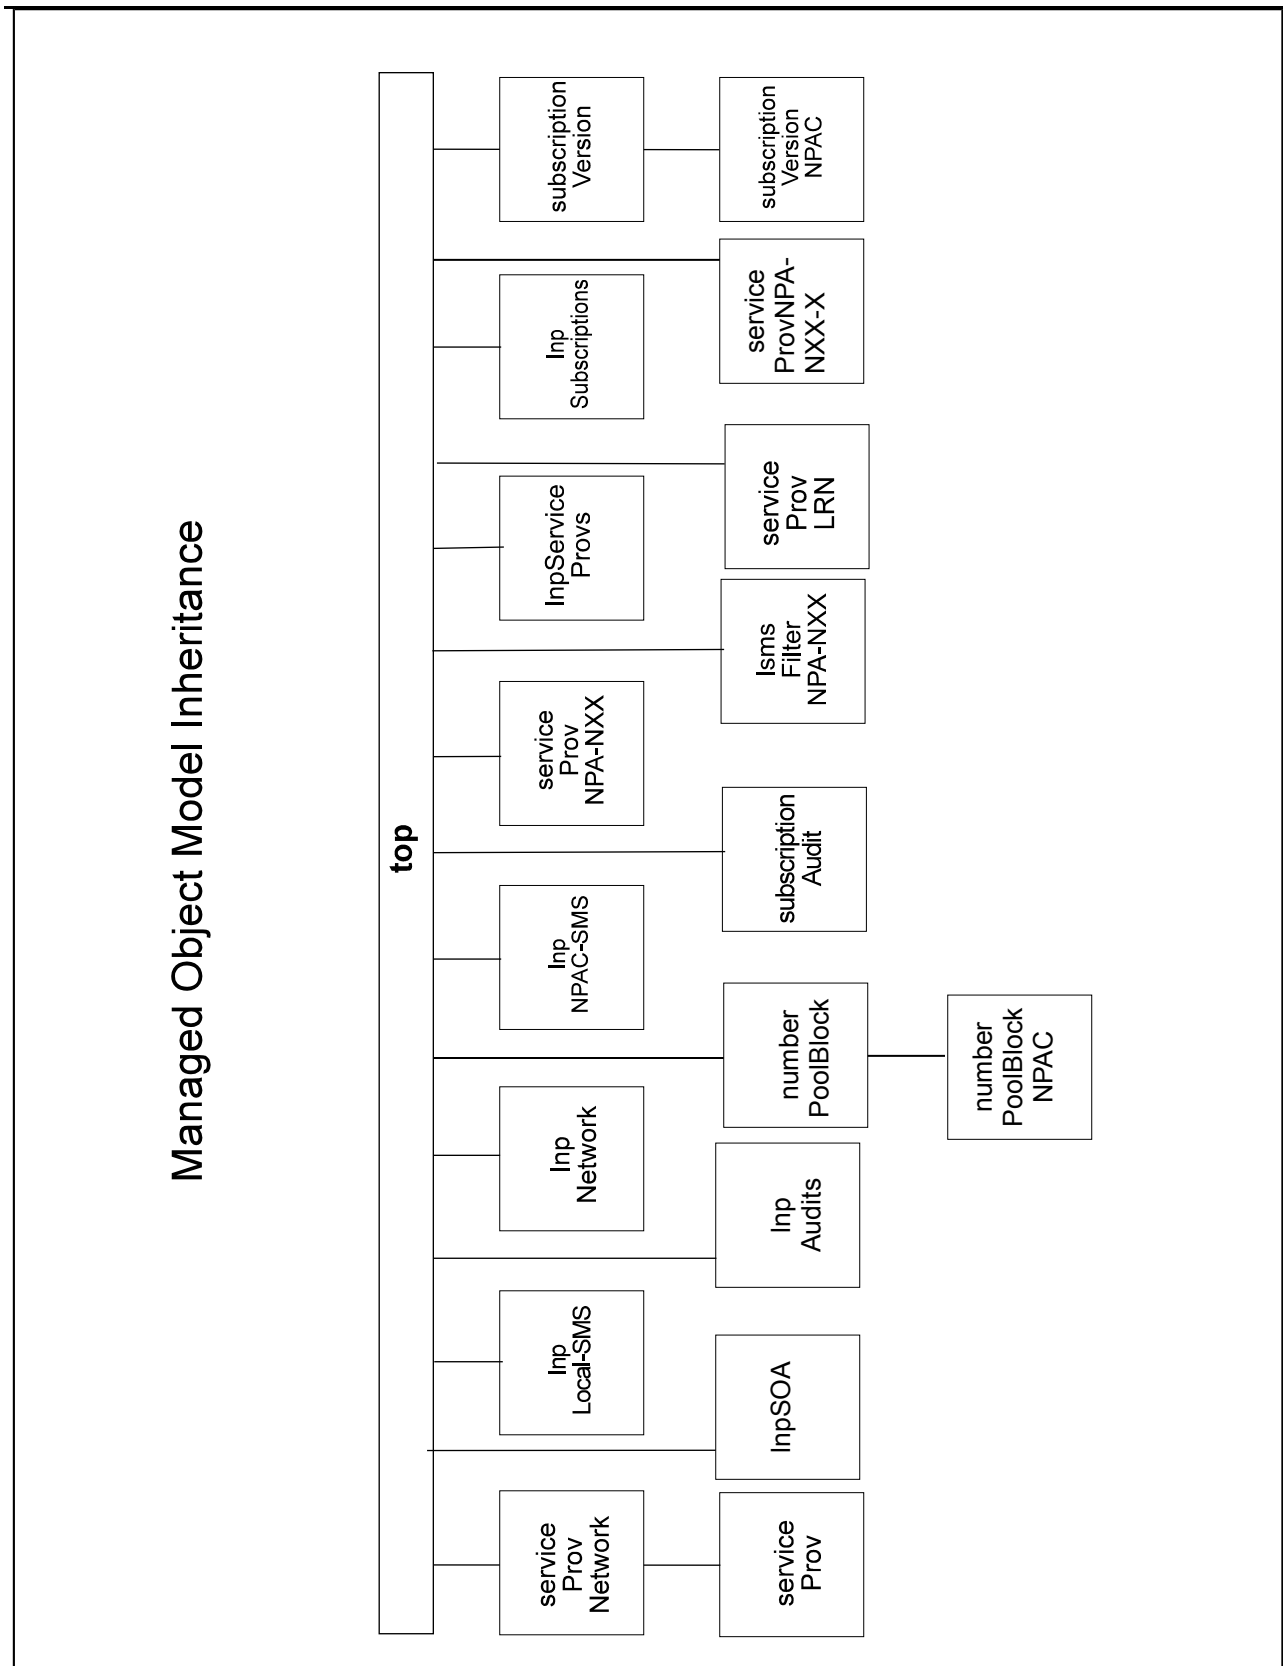 Managed Object Model Inheritance
top
service
Prov
Network
lnp
Local-SMS
lnp
Network
lnp
NPAC-SMS
service
Prov
NPA-NXX
lnpService
Provs
lnp
Subscriptions
subscription
Version
service
Prov
lnpSOA
lnp
Audits
number
PoolBlock
subscription
Audit
lsms
Filter
NPA-NXX
service
Prov
LRN
service
ProvNPA-
NXX-X
subscription
Version
NPAC
number
PoolBlock
NPAC